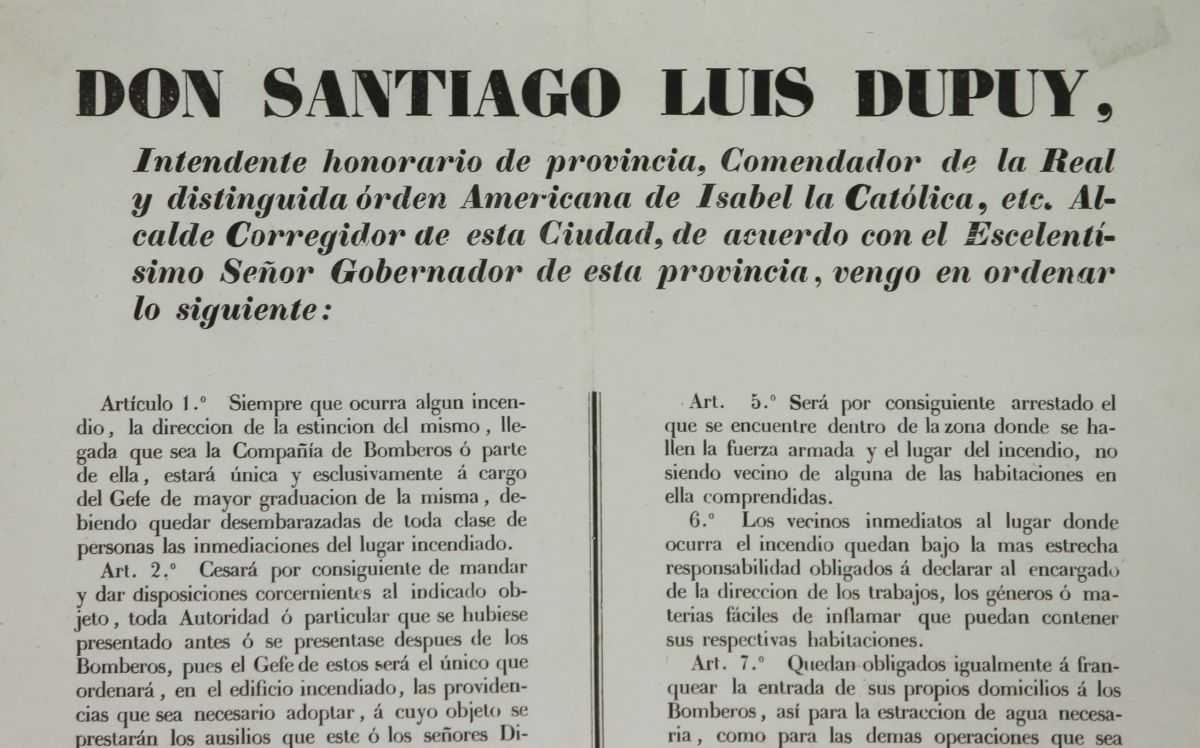 DON SANTIAGO LUIS DUPUY,
Intendente honorario de provincia, Comendador de la Real
y distinguida órden Americana de Isabel la Católica, etc. Al-
calde Corregidor de esta Ciudad, de acuerdo con el Escelentí-
simo Señor Gobernador de esta provincia, vengo en ordenar
lo siguiente:
Artículo 1.º Siempre que ocurra algun incen-
dio, la direccion de la estincion del mismo, lle-
gada que sea la Compañía de Bomberos ó parte
de ella, estará única y esclusivamente á cargo
del Gefe de mayor graduacion de la misma, de-
biendo quedar desembarazadas de toda clase de
personas las inmediaciones del lugar incendiado.
Art. 2.º Cesará por consiguiente de mandar
y dar disposiciones corcernientes al indicado ob-
jeto, toda Autoridad ó particular que se hubiese
presentado antes ó se presentase despues de los
Bomberos, pues el Gefe de estos será el único que
ordenará, en el edificio incendiado, las providen-
cias que sea necesario adoptar, á cuyo objeto se
prestarán los ausilios que este ó los señores Di-
Art. 5.º Será por consiguiente arrestado el
que se encuentre dentro de la zona donde se ha-
llen la fuerza armada y el lugar del incendio, no
siendo vecino de alguna de las habitaciones en
ella comprendidas.
6.º Los vecinos inmediatos al lugar donde
ocurra el incendio quedan bajo la mas estrecha
responsabilidad obligados á declarar al encargado
de la direccion de los trabajos, los géneros ó ma-
terias fáciles de inflamar que puedan contener
sus respectivas habitaciones.
Art. 7.º Quedan obligados igualmente á fran-
quear la entrada de sus propios domicilios á los
Bomberos, así para la estraccion de agua necesa-
ria, como para las demas operaciones que sea